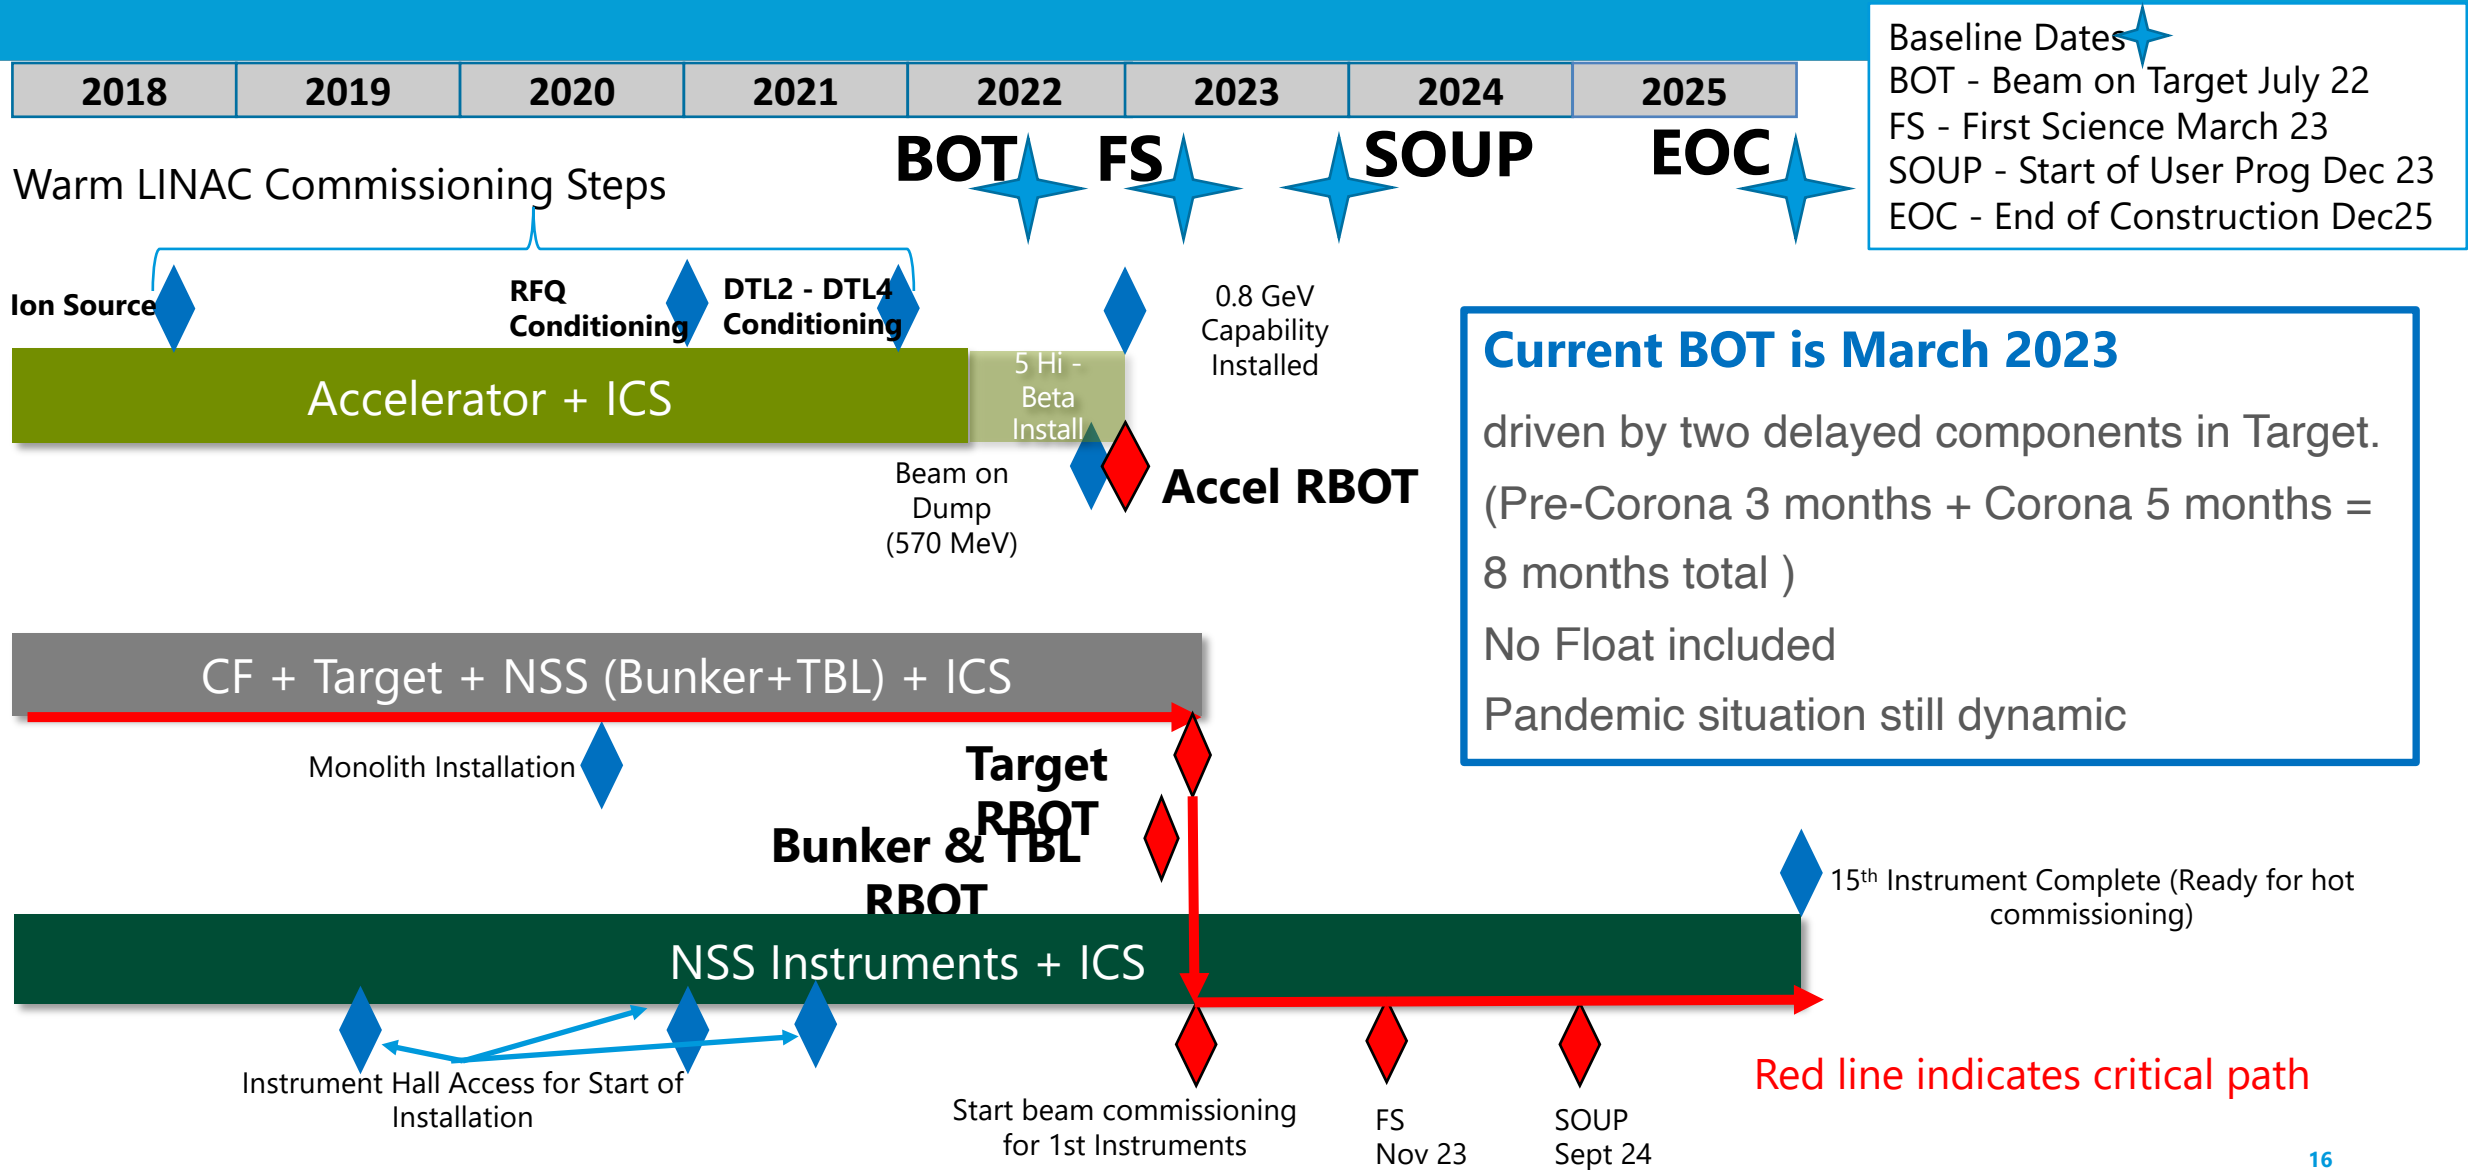 Baseline Dates
BOT - Beam on Target July 22
FS - First Science March 23
SOUP - Start of User Prog Dec 23
EOC - End of Construction Dec25
2018 2019 2020 2021 2022 2023 2024 2025
BOT FS SOUP EOC
Warm LINAC Commissioning Steps
Ion Source
RFQ
Conditioning
DTL2 - DTL4
Conditioning
0.8 GeV
Capability
Installed
Accelerator + ICS
5 Hi -
Beta
Install
Beam on
Dump
(570 MeV)
Accel RBOT
Current BOT is March 2023
driven by two delayed components in Target.
(Pre-Corona 3 months + Corona 5 months =
8 months total )
No Float included
Pandemic situation still dynamic
CF + Target + NSS (Bunker+TBL) + ICS
Monolith Installation
Target
RBOT
Bunker & TBL
RBOT
15th Instrument Complete (Ready for hot
commissioning)
NSS Instruments + ICS
Instrument Hall Access for Start of
Installation
Start beam commissioning
for 1st Instruments
FS
Nov 23
SOUP
Sept 24
Red line indicates critical path
16